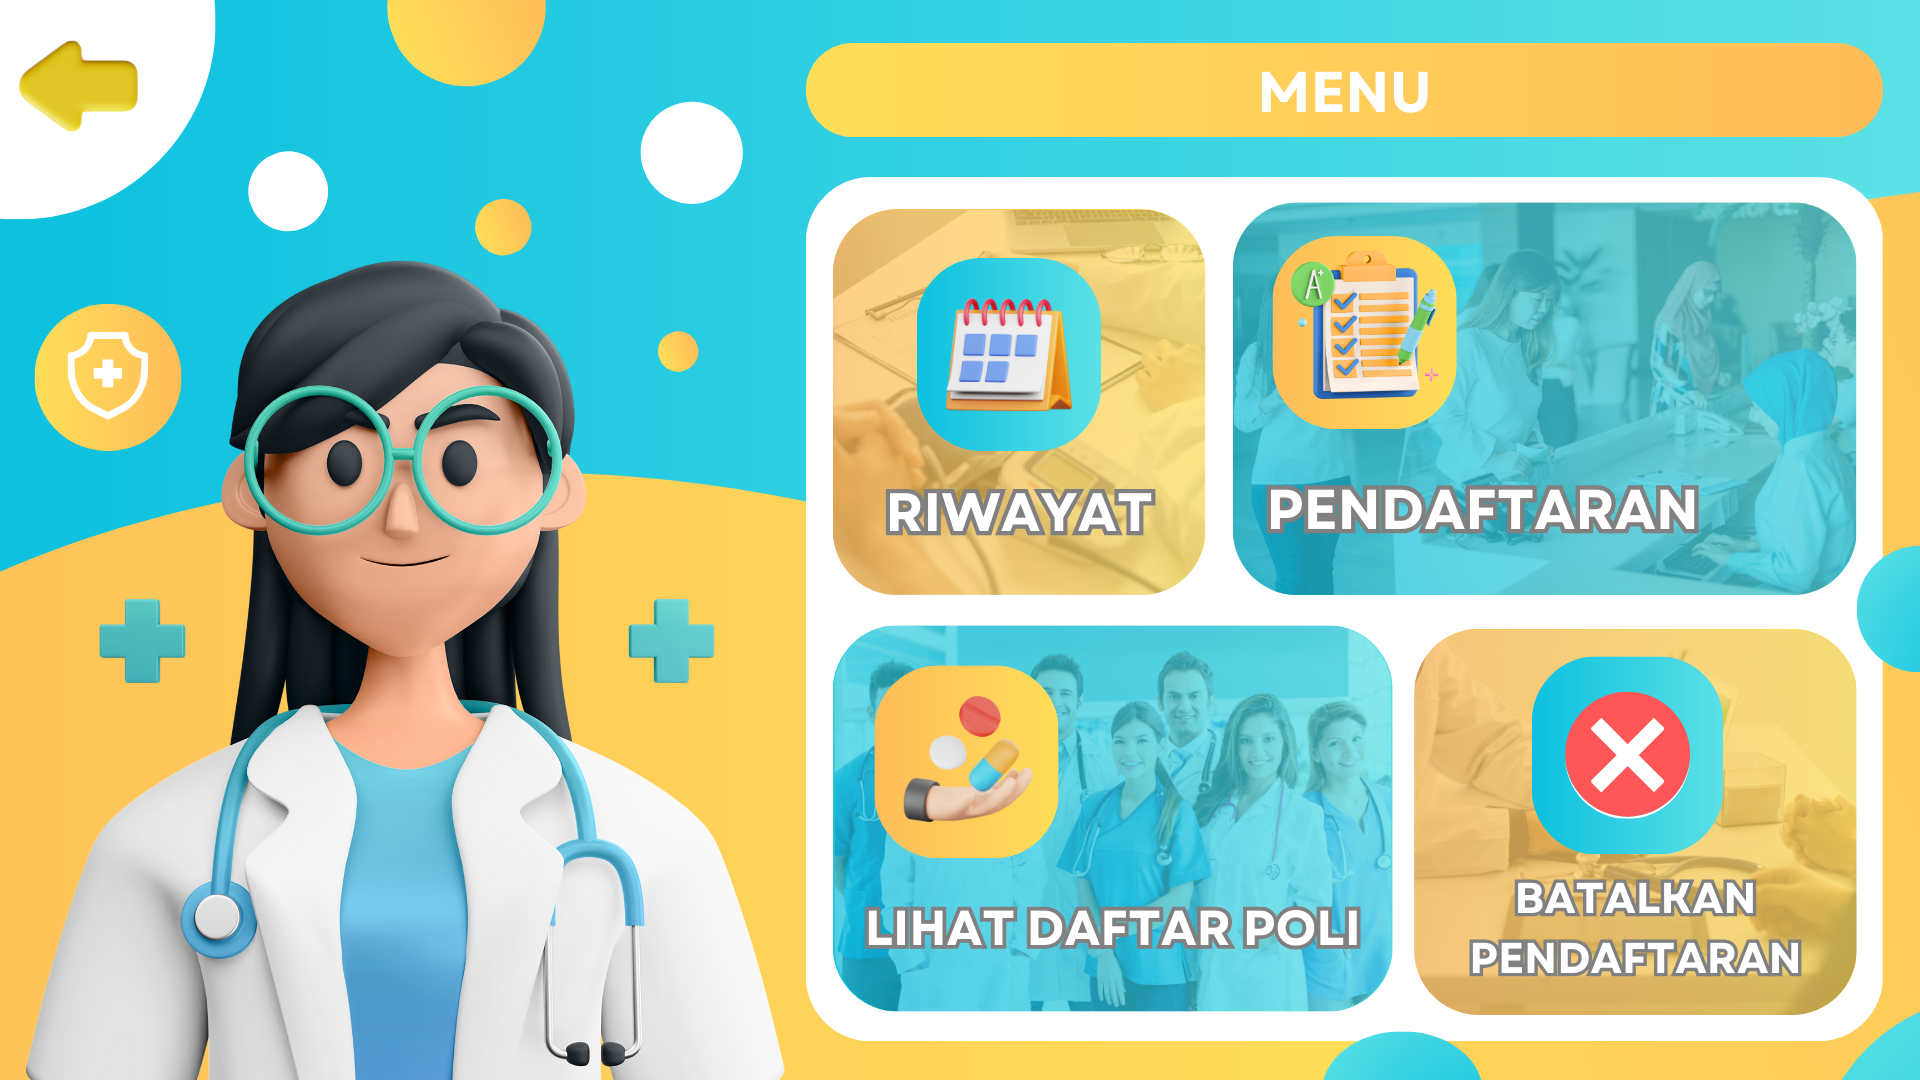 MENU
A+
RIWAYAT
PENDAFTARAN
LIHAT DAFTAR POLI
BATALKAN
PENDAFTARAN